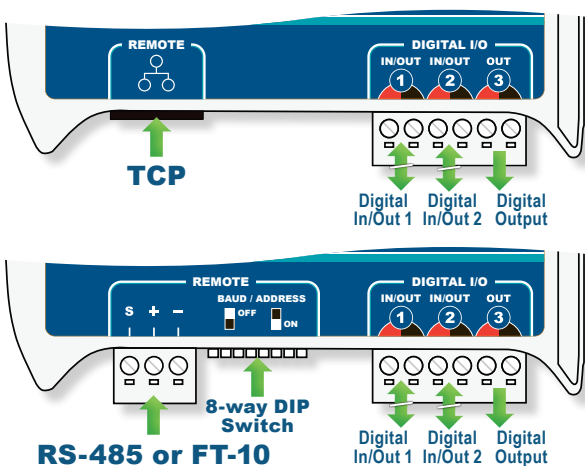 REMOTE
DIGITAL I/O
IN/OUT IN/OUT OUT
1 2 3
TCP
Digital In/Out 1
Digital In/Out 2
Digital Output
REMOTE
BAUD / ADDRESS
S + –
OFF
ON
DIGITAL I/O
IN/OUT IN/OUT OUT
1 2 3
8-way DIP
Switch
RS-485 or FT-10
Digital In/Out 1
Digital In/Out 2
Digital Output